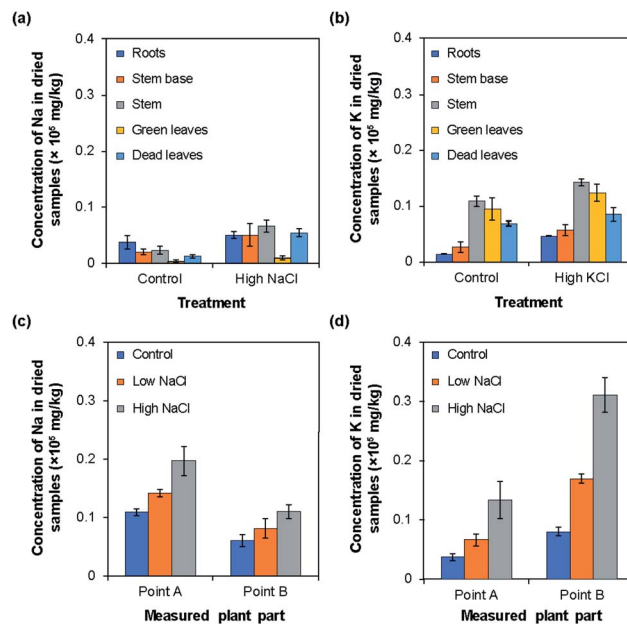 (a)
Concentration of Na in dried
samples (× 10⁵ mg/kg)
0.4
0.3
0.2
0.1
0
Roots
Stem base
Stem
Green leaves
Dead leaves
Control
High NaCl
Treatment
(b)
Concentration of K in dried
samples (× 10⁵ mg/kg)
0.4
0.3
0.2
0.1
0
Roots
Stem base
Stem
Green leaves
Dead leaves
Control
High KCl
Treatment
(c)
Concentration of Na in dried
samples (×10⁵ mg/kg)
0.4
0.3
0.2
0.1
0
Control
Low NaCl
High NaCl
Point A
Point B
Measured plant part
(d)
Concentration of K in dried
samples (×10⁵ mg/kg)
0.4
0.3
0.2
0.1
0
Control
Low NaCl
High NaCl
Point A
Point B
Measured plant part